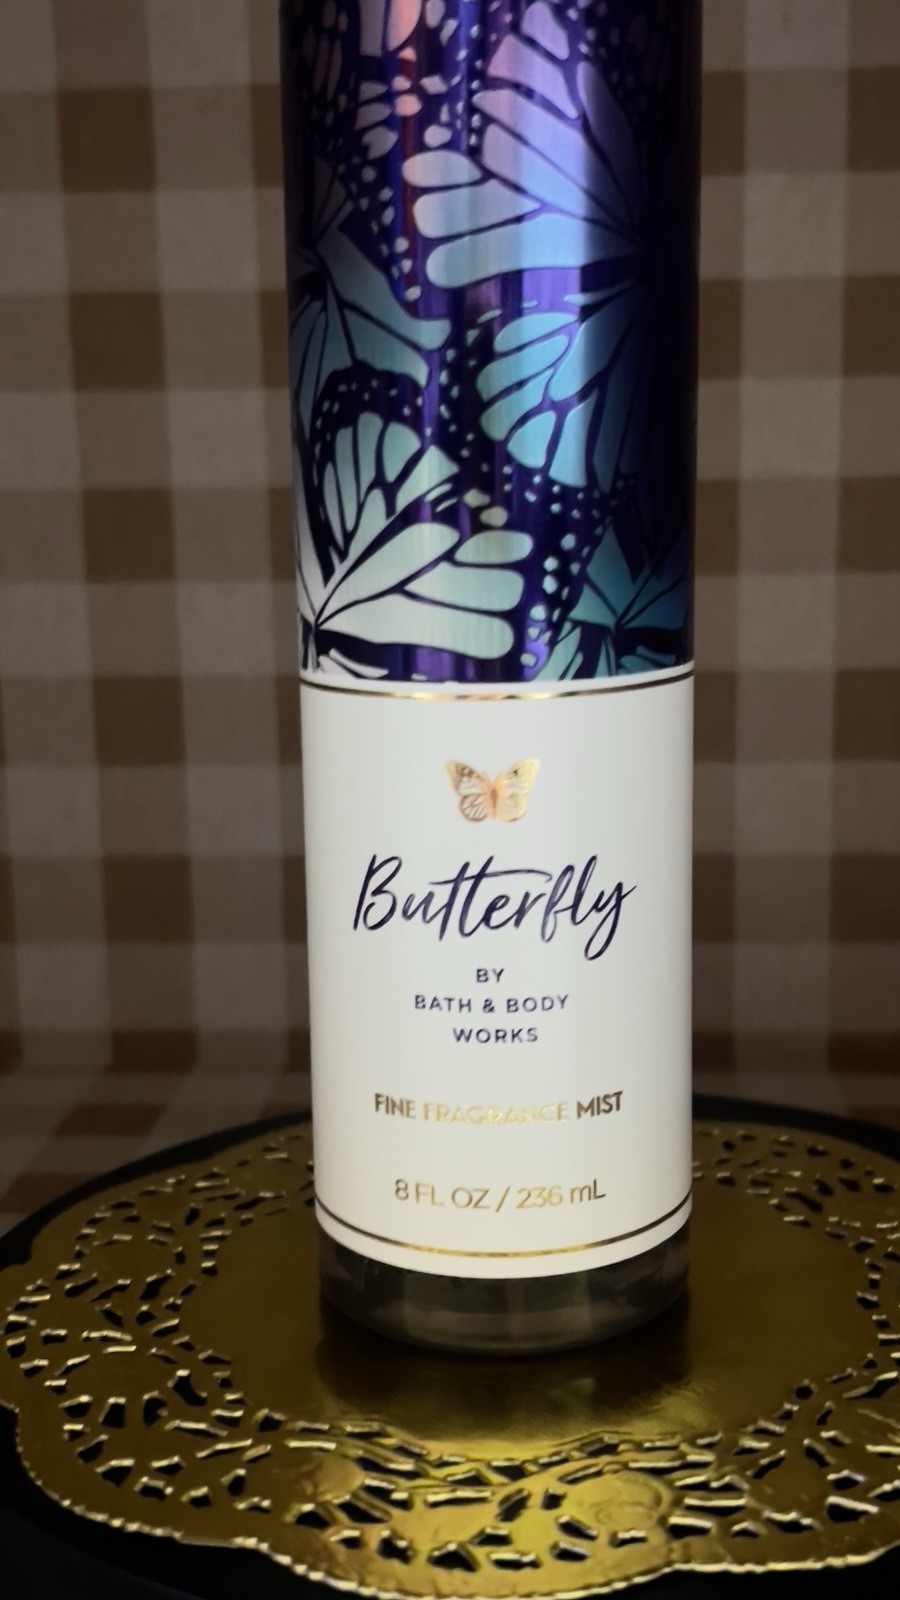 Butterfly
BY
BATH & BODY
WORKS
FINE FRAGRANCE MIST
8 FL OZ / 236 mL